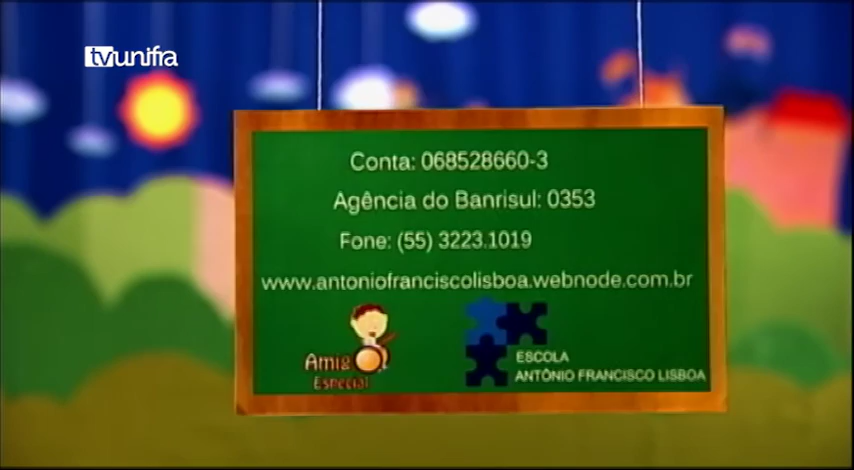 tvunifra
Conta: 068528660-3
Agência do Banrisul: 0353
Fone: (55) 3223.1019
www.antoniofranciscolisboa.webnode.com.br
Amigo
Especial
ESCOLA
ANTÔNIO FRANCISCO LISBOA